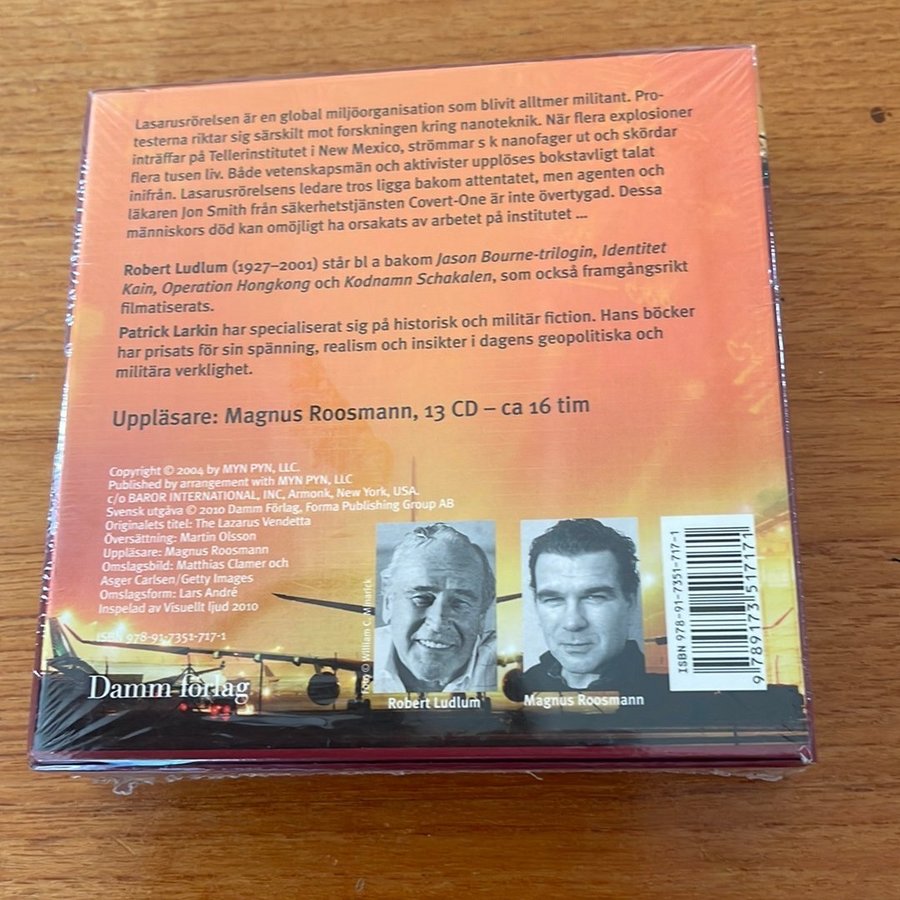 Lasarusrörelsen är en global miljöorganisation som blivit alltmer militant. Pro-
testerna riktar sig särskilt mot forskningen kring nanoteknik. När flera explosioner
inträffar på Tellerinstitutet i New Mexico, strömmar s k nanofager ut och skördar
flera tusen liv. Både vetenskapsmän och aktivister upplöses bokstavligt talat
inifrån. Lasarusrörelsens ledare tros ligga bakom attentatet, men agenten och
läkaren Jon Smith från säkerhetstjänsten Covert-One är inte övertygad. Dessa
människors död kan omöjligt ha orsakats av arbetet på institutet ...
Robert Ludlum (1927–2001) står bl a bakom Jason Bourne-trilogin, Identitet
Kain, Operation Hongkong och Kodnamn Schakalen, som också framgångsrikt
filmatiserats.
Patrick Larkin har specialiserat sig på historisk och militär fiction. Hans böcker
har prisats för sin spänning, realism och insikter i dagens geopolitiska och
militära verklighet.
Uppläsare: Magnus Roosmann, 13 CD – ca 16 tim
Copyright © 2004 by MYN PYN, LLC.
Published by arrangement with MYN PYN, LLC
c/o BAROR INTERNATIONAL, INC, Armonk, New York, USA.
Svensk utgåva © 2010 Damm Förlag, Forma Publishing Group AB
Originalets titel: The Lazarus Vendetta
Översättning: Martin Olsson
Uppläsare: Magnus Roosmann
Omslagsbild: Matthias Clamer och
Asger Carlsen/Getty Images
Omslagsform: Lars André
Inspelad av Visuellt ljud 2010
ISBN 978-91-7351-717-1
Damm förlag
Foto © William C.
Robert Ludlum
Magnus Roosmann
ISBN 978-91-7351-717-1
9789173517171